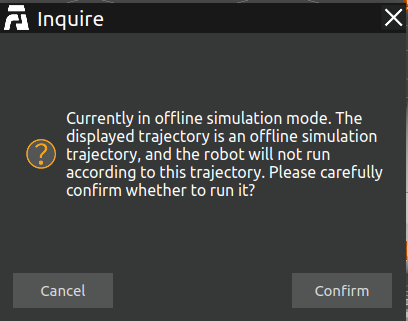 Inquire
Currently in offline simulation mode. The
displayed trajectory is an offline simulation
trajectory, and the robot will not run
according to this trajectory. Please carefully
confirm whether to run it?
Cancel
Confirm